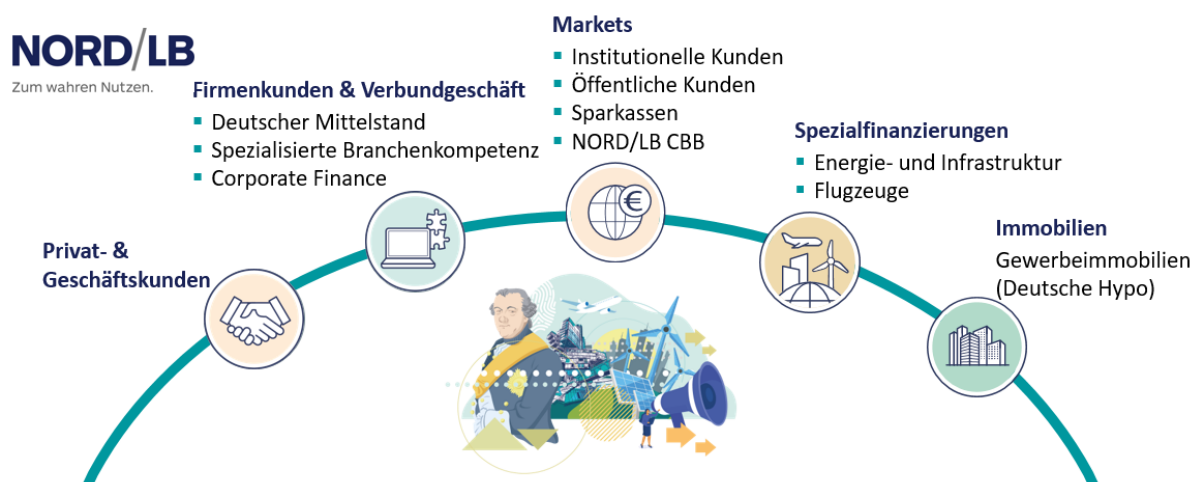 NORD/LB
Zum wahren Nutzen.
Privat- &
Geschäftskunden
Firmenkunden & Verbundgeschäft
▪ Deutscher Mittelstand
▪ Spezialisierte Branchenkompetenz
▪ Corporate Finance
Markets
▪ Institutionelle Kunden
▪ Öffentliche Kunden
▪ Sparkassen
▪ NORD/LB CBB
€
Spezialfinanzierungen
▪ Energie- und Infrastruktur
▪ Flugzeuge
Immobilien
Gewerbeimmobilien
(Deutsche Hypo)